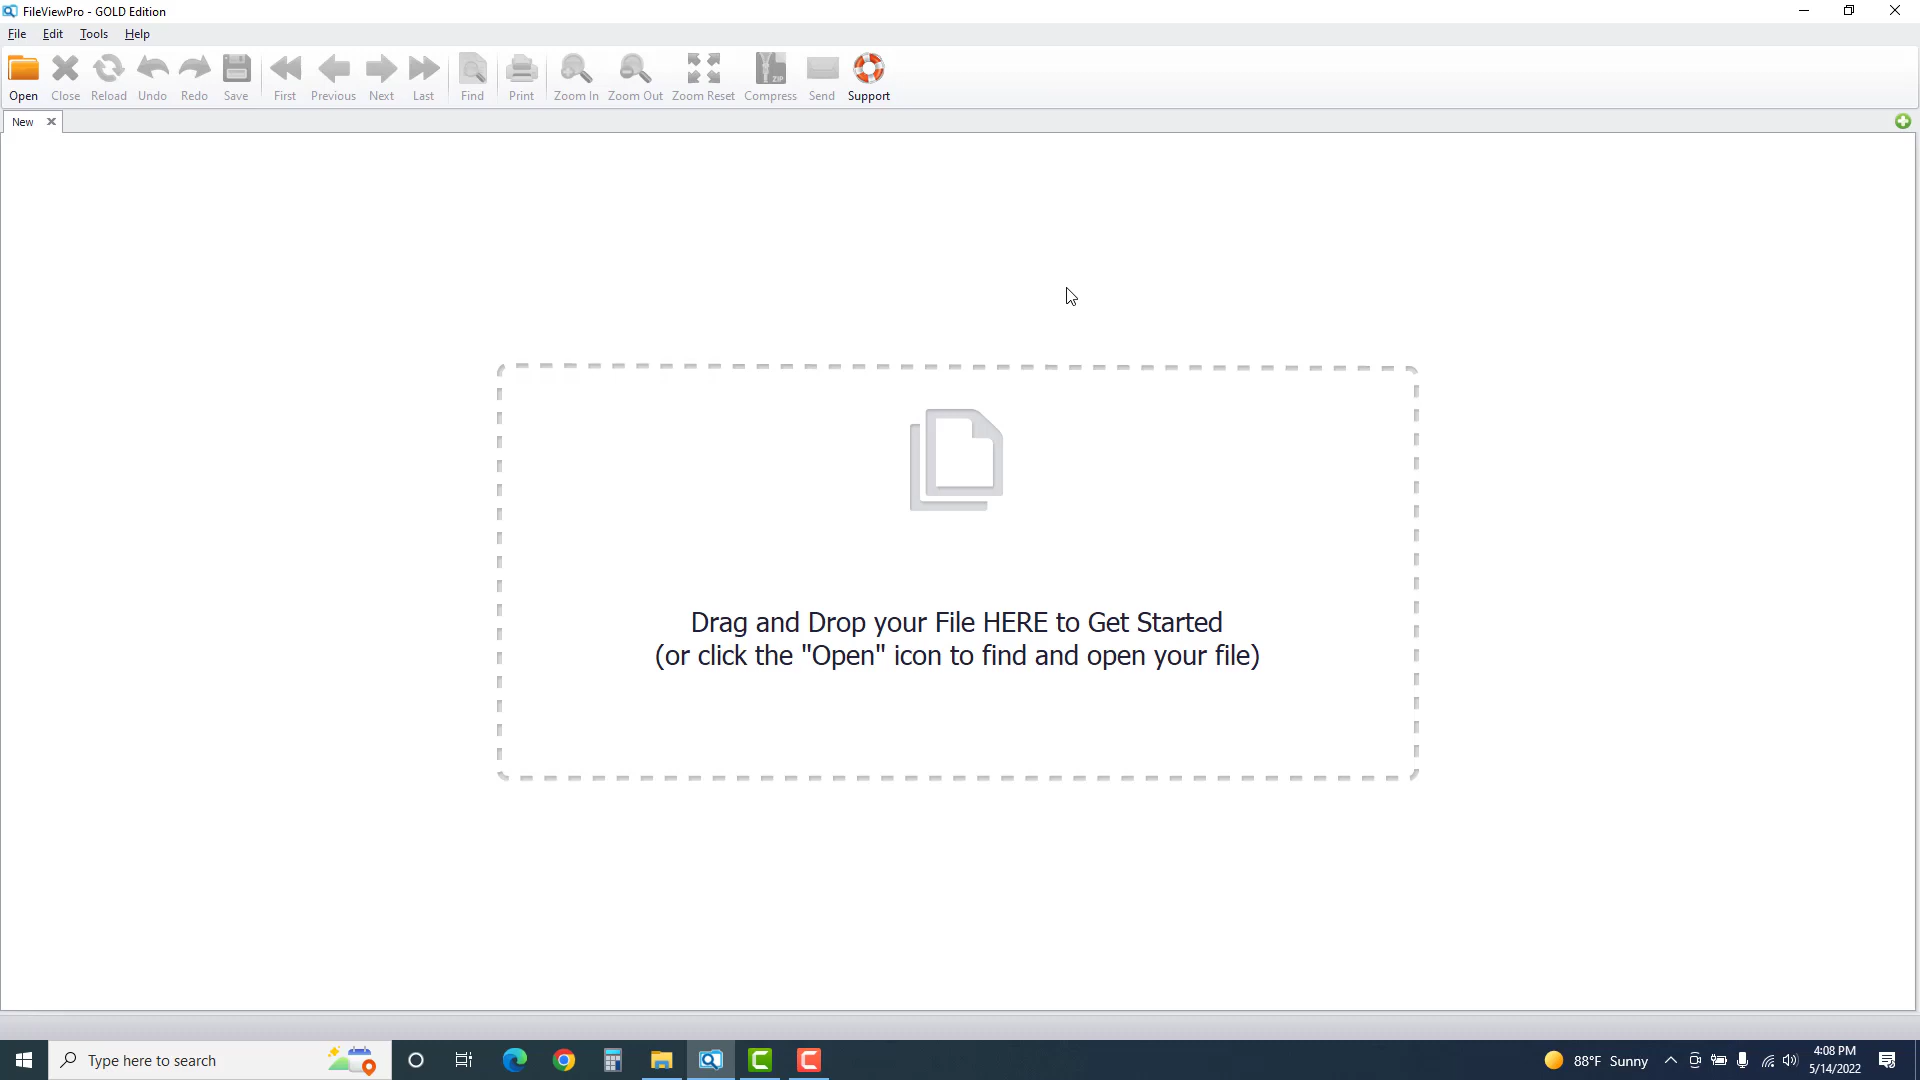 FileViewPro - GOLD Edition
File Edit Tools Help
Open Close Reload Undo Redo Save First Previous Next Last Find Print Zoom In Zoom Out Zoom Reset Compress Send Support
ZIP
New
Drag and Drop your File HERE to Get Started
(or click the "Open" icon to find and open your file)
Type here to search
88°F Sunny
4:08 PM
5/14/2022